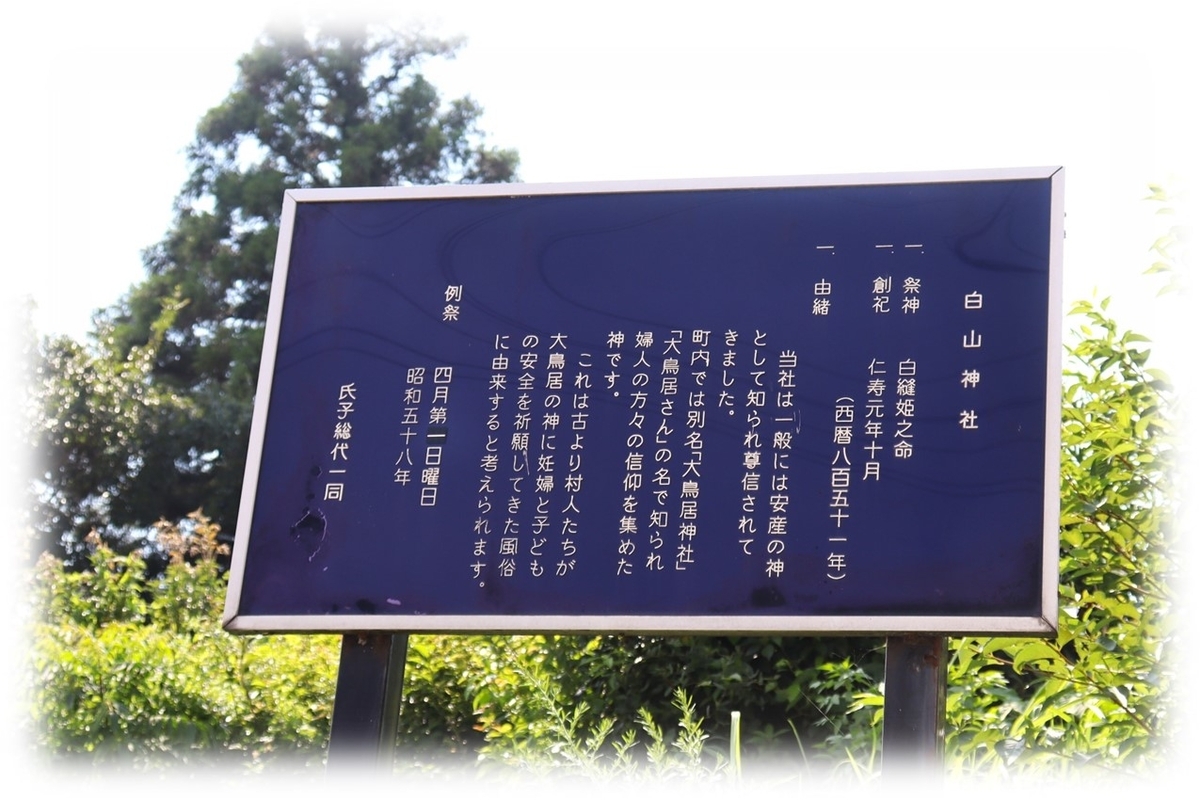 白山神社
一、祭神　白縫姫之命
一、創祀　仁寿元年十月
（西暦八百五十一年）
一、由緒
当社は一般には安産の神
として知られ尊信されて
きました。
町内では別名「大鳥居神社」
「大鳥居さん」の名で知られ
婦人の方々の信仰を集めた
神です。
これは古より村人たちが
大鳥居の神に妊婦と子ども
の安全を祈願してきた風俗
に由来すると考えられます。
例祭　四月第一日曜日
昭和五十八年
氏子総代一同